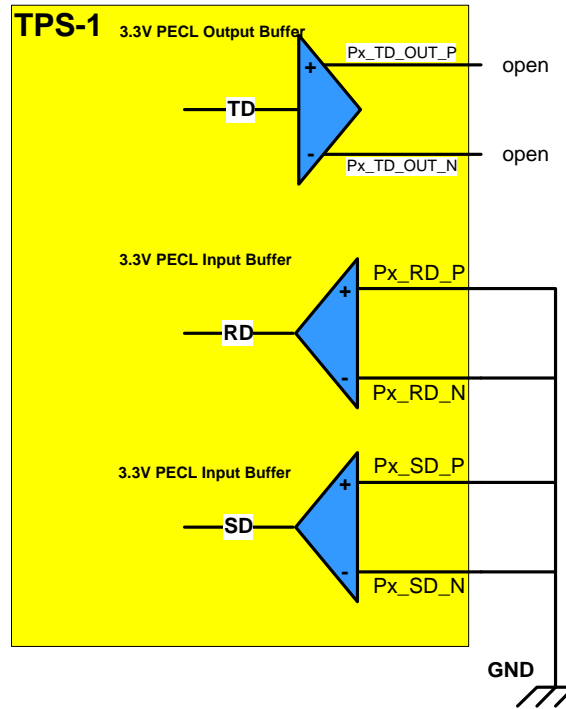 TPS-1
3.3V PECL Output Buffer
Px_TD_OUT_P
open
+
TD
-
Px_TD_OUT_N
open
3.3V PECL Input Buffer
Px_RD_P
+
RD
-
Px_RD_N
3.3V PECL Input Buffer
Px_SD_P
+
SD
-
Px_SD_N
GND